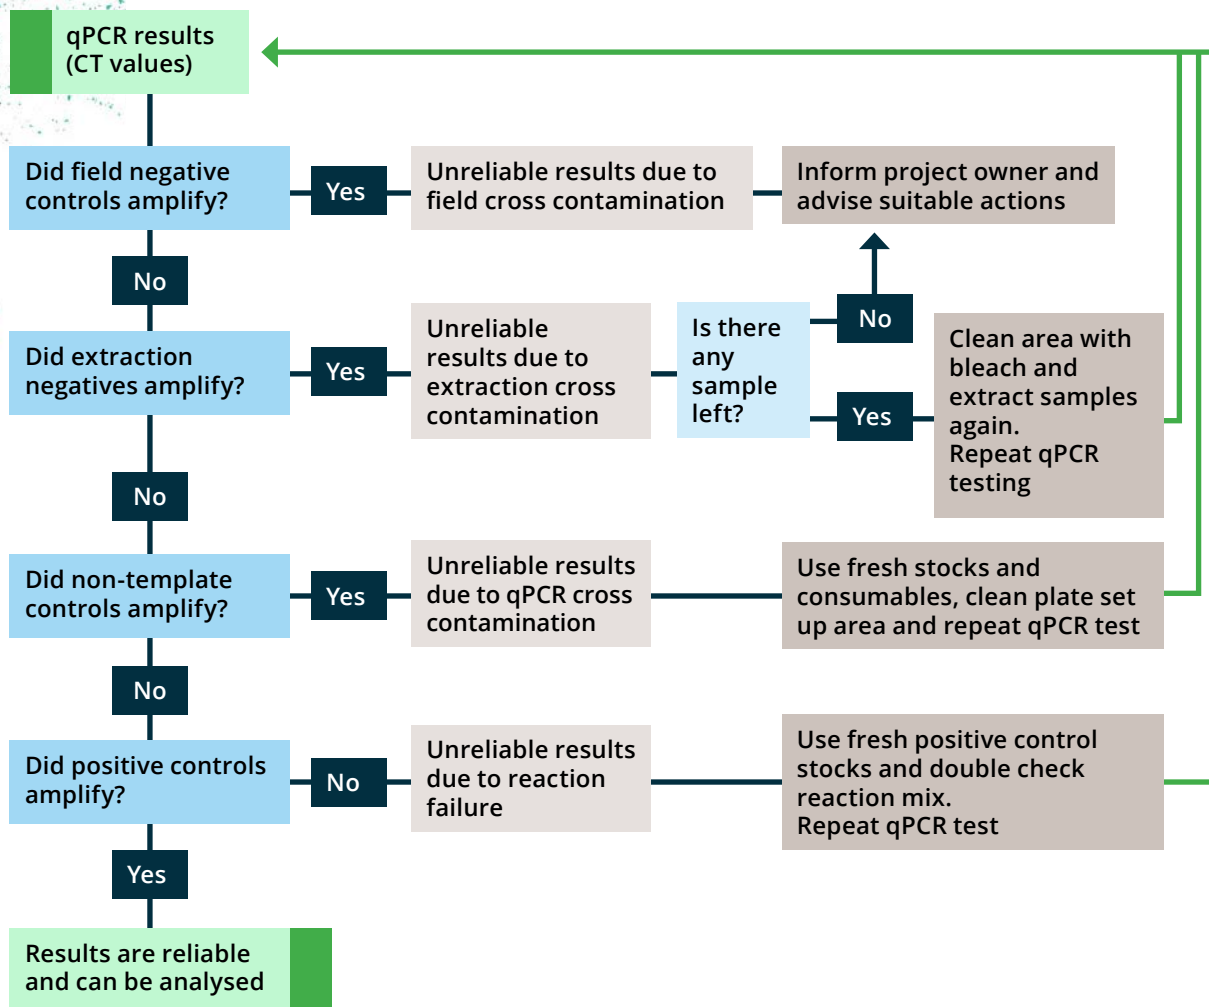 qPCR results
(CT values)
Did field negative
controls amplify?
Yes
Unreliable results due to
field cross contamination
Inform project owner and
advise suitable actions
No
Did extraction
negatives amplify?
Yes
Unreliable
results due to
extraction cross
contamination
Is there
any
sample
left?
No
Yes
Clean area with
bleach and
extract samples
again.
Repeat qPCR
testing
No
Did non-template
controls amplify?
Yes
Unreliable results
due to qPCR cross
contamination
Use fresh stocks and
consumables, clean plate set
up area and repeat qPCR test
No
Did positive controls
amplify?
No
Unreliable results
due to reaction
failure
Use fresh positive control
stocks and double check
reaction mix.
Repeat qPCR test
Yes
Results are reliable
and can be analysed